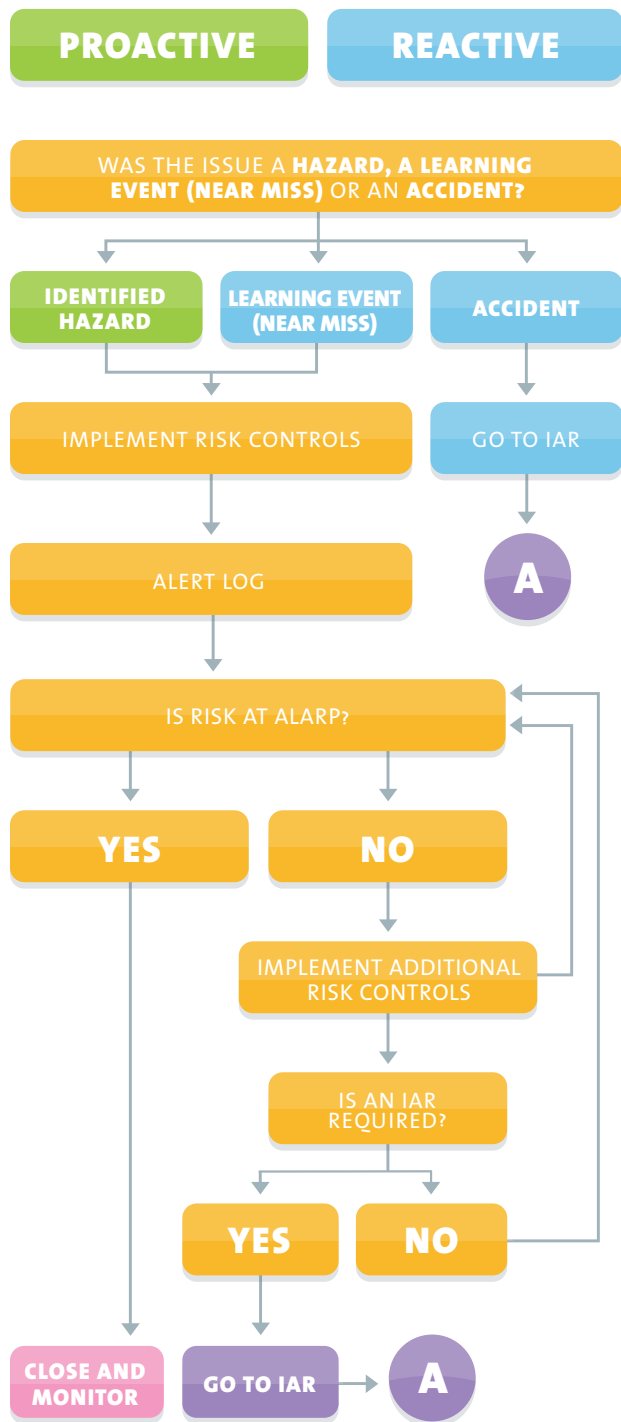 PROACTIVE
REACTIVE
WAS THE ISSUE A HAZARD, A LEARNING
EVENT (NEAR MISS) OR AN ACCIDENT?
IDENTIFIED
HAZARD
LEARNING EVENT
(NEAR MISS)
ACCIDENT
IMPLEMENT RISK CONTROLS
GO TO IAR
ALERT LOG
A
IS RISK AT ALARP?
YES
NO
IMPLEMENT ADDITIONAL
RISK CONTROLS
IS AN IAR
REQUIRED?
YES
NO
CLOSE AND
MONITOR
GO TO IAR
A